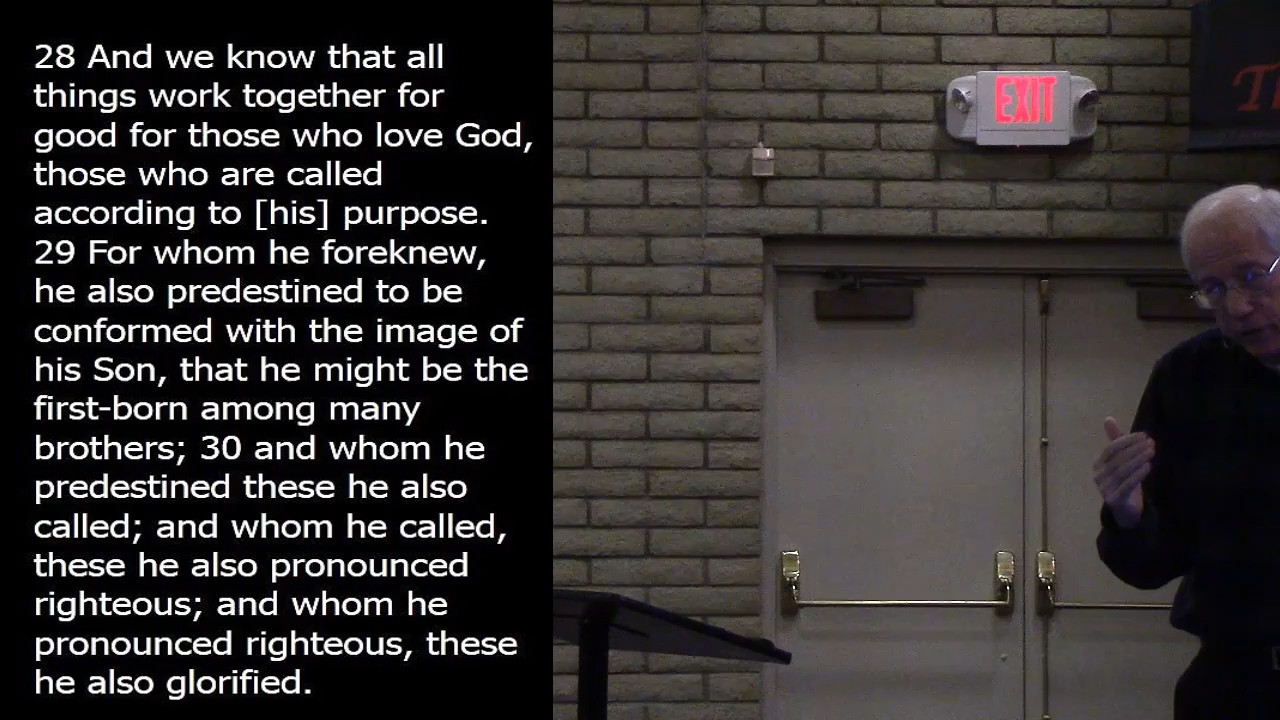 28 And we know that all
things work together for
good for those who love God,
those who are called
according to [his] purpose.
29 For whom he foreknew,
he also predestined to be
conformed with the image of
his Son, that he might be the
first-born among many
brothers; 30 and whom he
predestined these he also
called; and whom he called,
these he also pronounced
righteous; and whom he
pronounced righteous, these
he also glorified.
EXIT